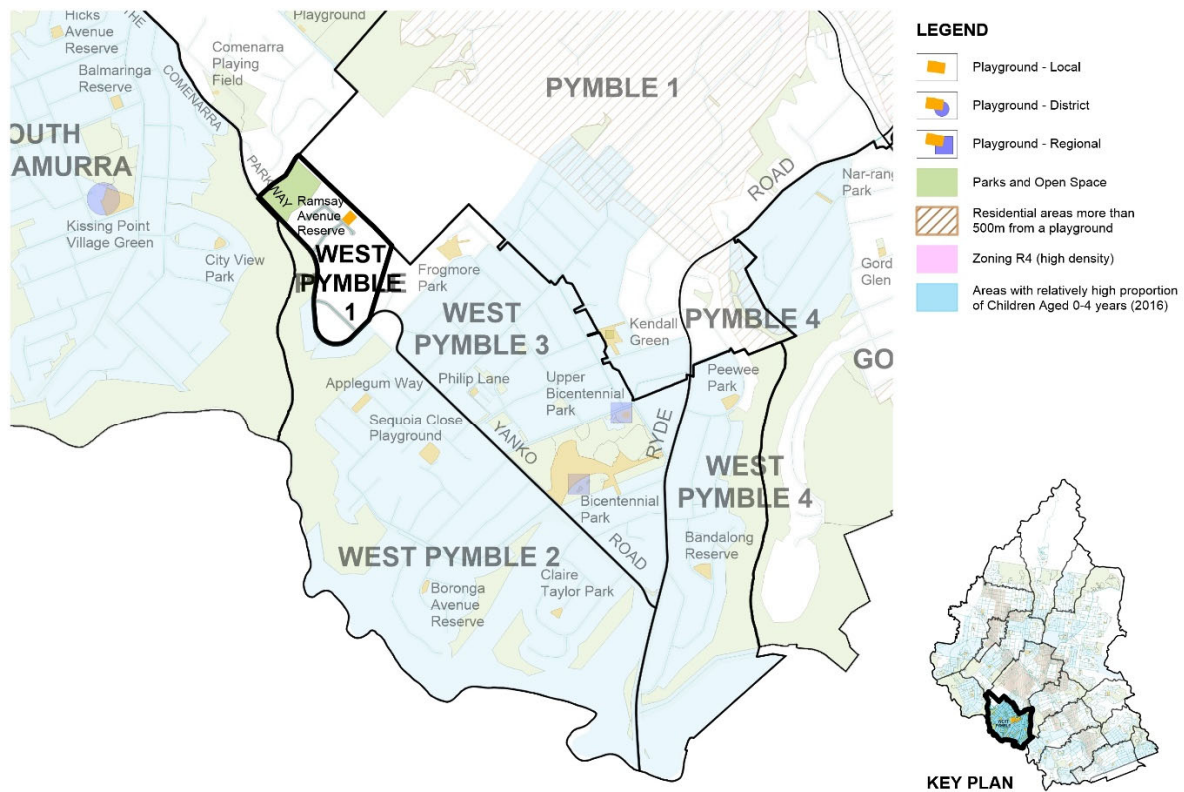 Hicks
Avenue
Reserve
Playground
THE
Comenarra
Playing
Field
Balmaringa
Reserve
COMENARRA
PYMBLE 1
OUTH
AMURRA
PARKWAY
ROAD
Nar-rang
Park
Ramsay
Avenue
Reserve
Kissing Point
Village Green
City View
Park
WEST
PYMBLE
1
Frogmore
Park
Gord
Glen
WEST
PYMBLE 3
Kendall
Green
PYMBLE 4
GO
Applegum Way
Philip Lane
Upper
Bicentennial
Park
Peewee
Park
Sequoia Close
Playground
YANKO
RYDE
WEST
PYMBLE 4
Bicentennial
Park
ROAD
Bandalong
Reserve
WEST PYMBLE 2
Claire
Taylor Park
Boronga
Avenue
Reserve
LEGEND
Playground - Local
Playground - District
Playground - Regional
Parks and Open Space
Residential areas more than
500m from a playground
Zoning R4 (high density)
Areas with relatively high proportion
of Children Aged 0-4 years (2016)
KEY PLAN